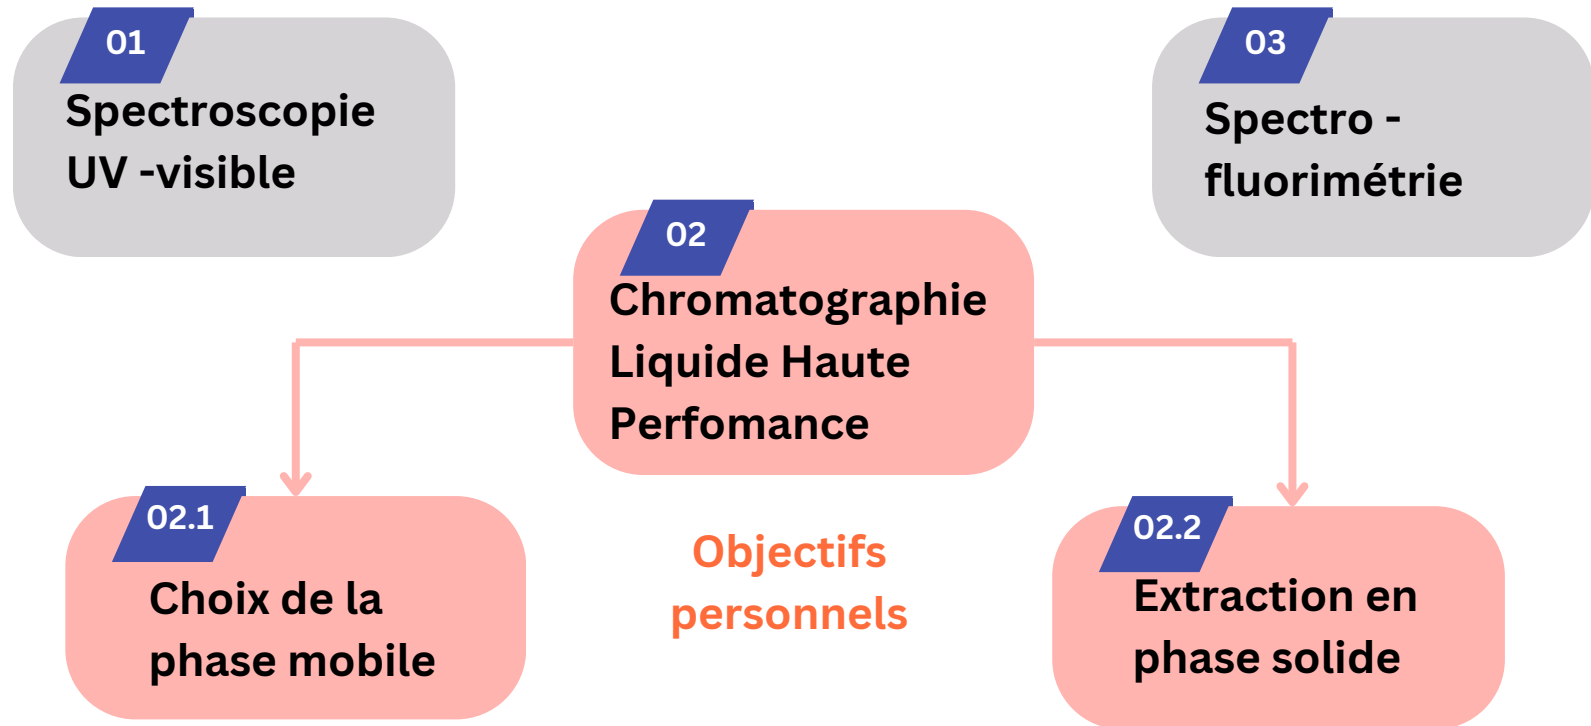 01
Spectroscopie
UV -visible
03
Spectro -
fluorimétrie
02
Chromatographie
Liquide Haute
Perfomance
02.1
Choix de la
phase mobile
Objectifs
personnels
02.2
Extraction en
phase solide